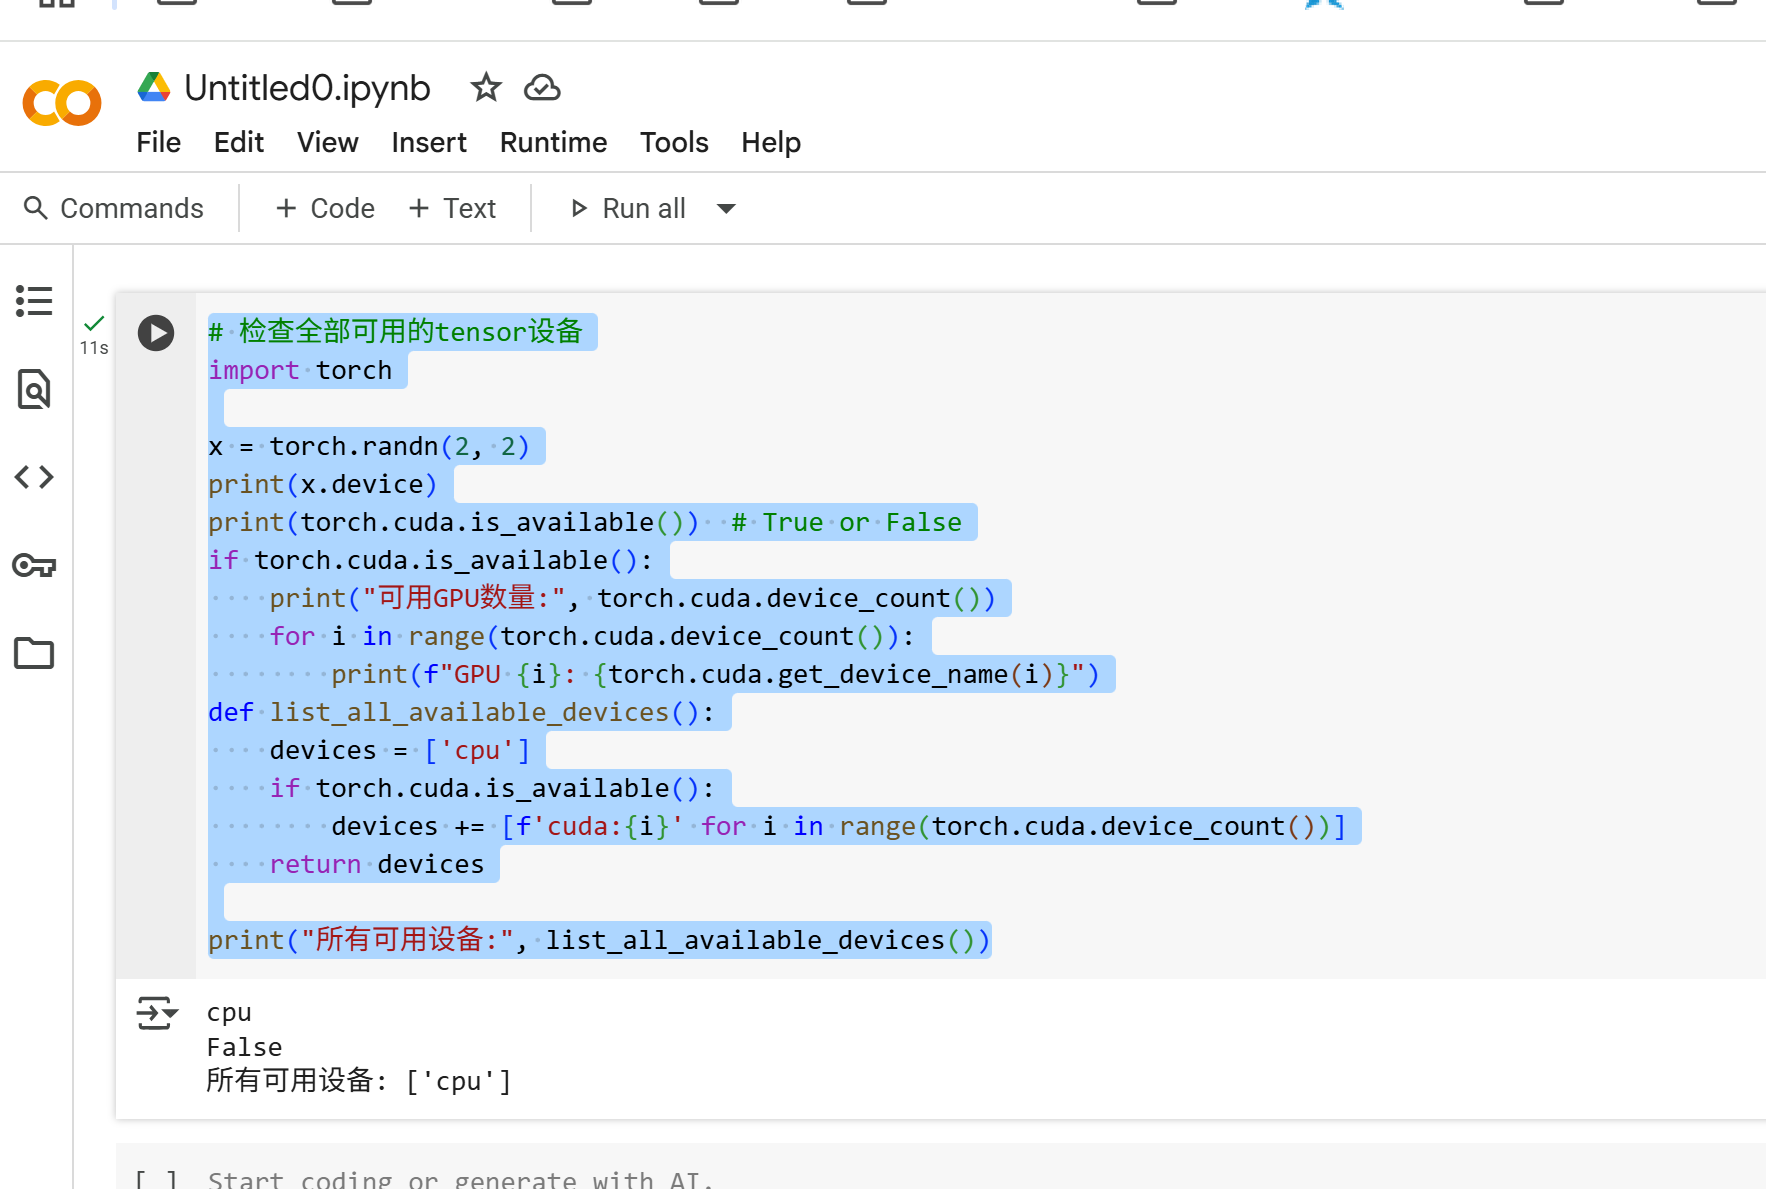 Untitled0.ipynb
File Edit View Insert Runtime Tools Help
Commands + Code + Text Run all
11s
# 检查全部可用的tensor设备
import torch
x = torch.randn(2, 2)
print(x.device)
print(torch.cuda.is_available())  # True or False
if torch.cuda.is_available():
    print("可用GPU数量:", torch.cuda.device_count())
    for i in range(torch.cuda.device_count()):
        print(f"GPU {i}: {torch.cuda.get_device_name(i)}")
def list_all_available_devices():
    devices = ['cpu']
    if torch.cuda.is_available():
        devices += [f'cuda:{i}' for i in range(torch.cuda.device_count())]
    return devices
print("所有可用设备:", list_all_available_devices())
cpu
False
所有可用设备: ['cpu']
[ ] Start coding or generate with AI.